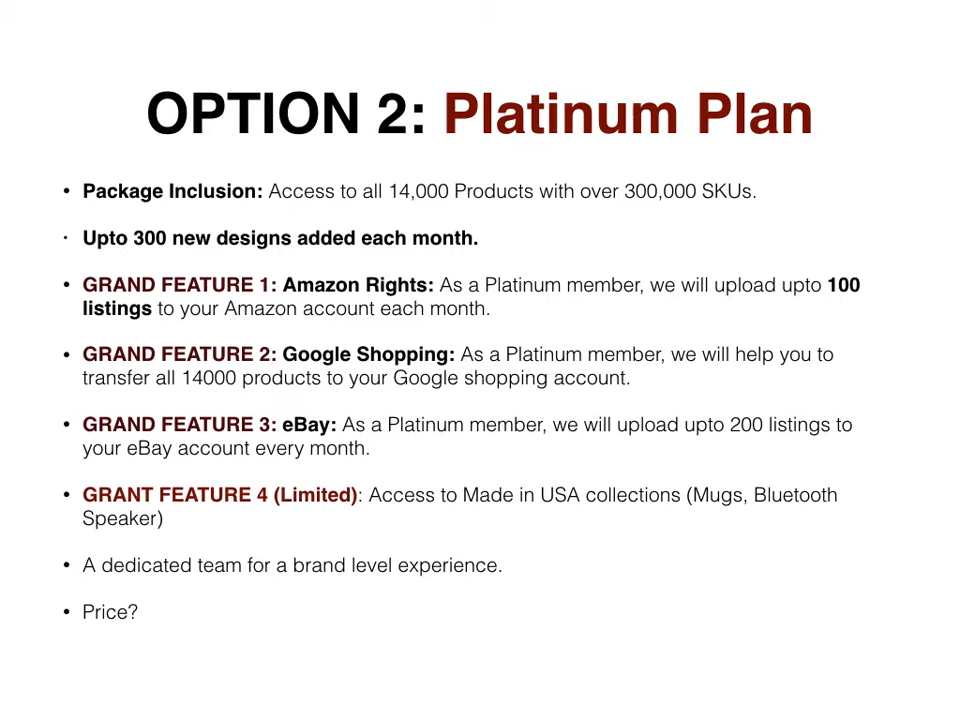 OPTION 2: Platinum Plan
• Package Inclusion: Access to all 14,000 Products with over 300,000 SKUs.
• Upto 300 new designs added each month.
• GRAND FEATURE 1: Amazon Rights: As a Platinum member, we will upload upto 100
listings to your Amazon account each month.
• GRAND FEATURE 2: Google Shopping: As a Platinum member, we will help you to
transfer all 14000 products to your Google shopping account.
• GRAND FEATURE 3: eBay: As a Platinum member, we will upload upto 200 listings to
your eBay account every month.
• GRANT FEATURE 4 (Limited): Access to Made in USA collections (Mugs, Bluetooth
Speaker)
• A dedicated team for a brand level experience.
• Price?